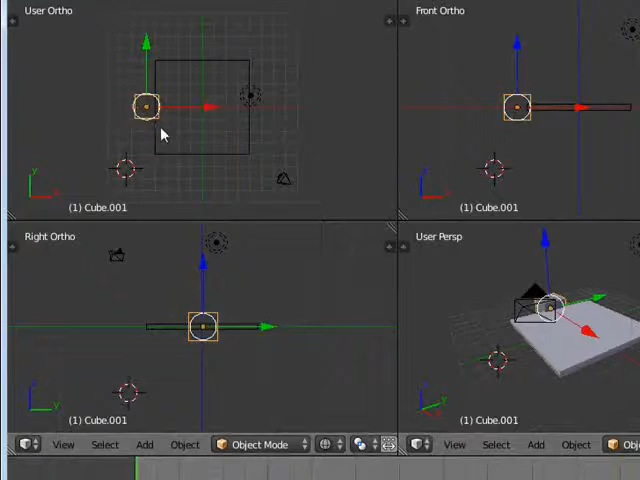 User Ortho
Front Ortho
y
x
z
x
(1) Cube.001
(1) Cube.001
Right Ortho
User Persp
z
y
z
y
(1) Cube.001
(1) Cube.001
View Select Add Object Object Mode
View Select Add Object Obj